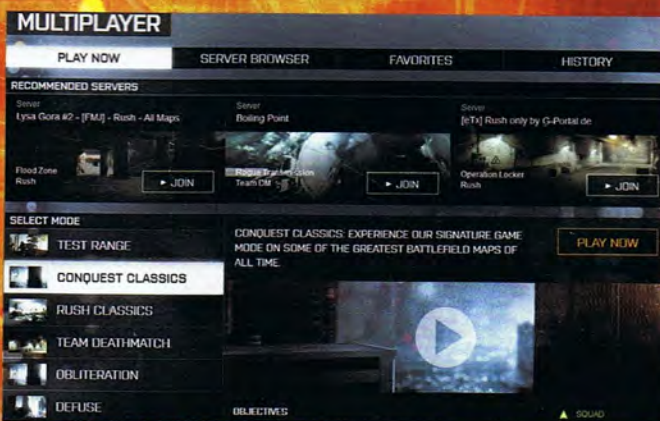 MULTIPLAYER
PLAY NOW
SERVER BROWSER
FAVORITES
HISTORY
RECOMMENDED SERVERS
Server
Lysa Gora #2 - [FMJ] - Rush - All Maps
Flood Zone
Rush
► JOIN
Server
Boiling Point
Rogue Transmission
Team DM
► JOIN
Server
[eTx] Rush only by G-Portal de
Operation Locker
Rush
► JOIN
SELECT MODE
TEST RANGE
CONQUEST CLASSICS
RUSH CLASSICS
TEAM DEATHMATCH
OBLITERATION
DEFUSE
CONQUEST CLASSICS: EXPERIENCE OUR SIGNATURE GAME
MODE ON SOME OF THE GREATEST BATTLEFIELD MAPS OF
ALL TIME.
PLAY NOW
OBJECTIVES
SQUAD